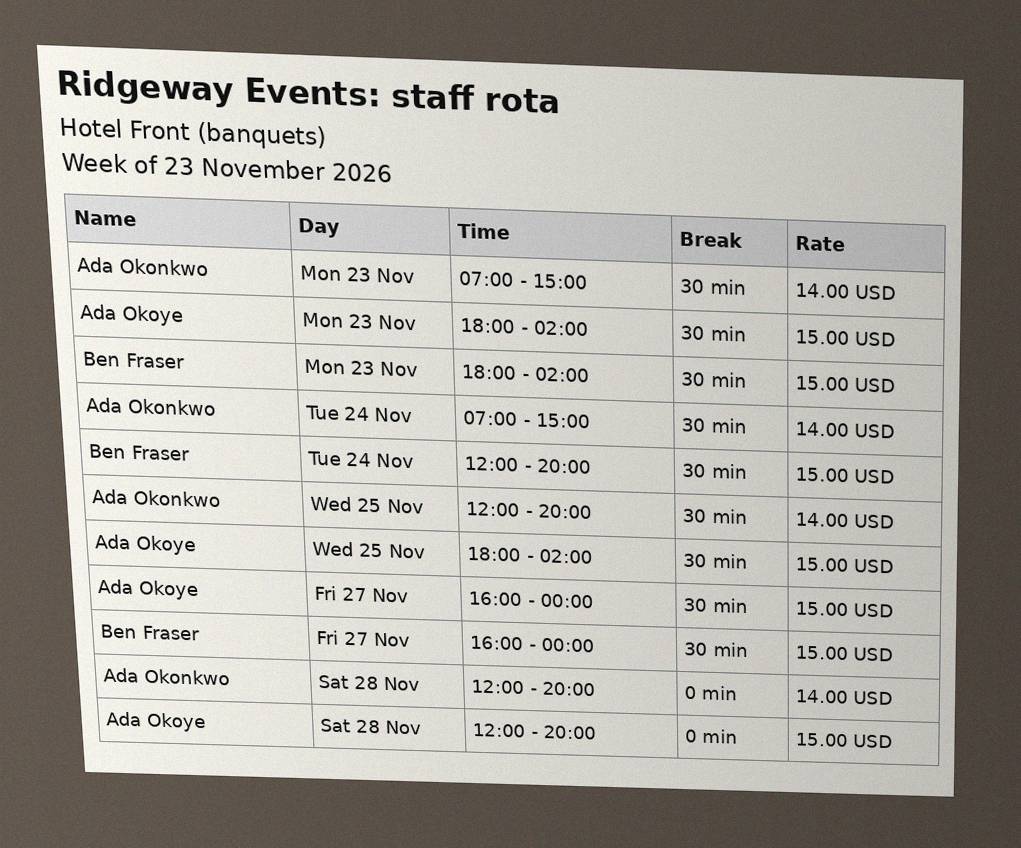 Ridgeway Events: staff rota
Hotel Front (banquets)
Week of 23 November 2026
Name Day Time Break Rate
Ada Okonkwo Mon 23 Nov 07:00 - 15:00 30 min 14.00 USD
Ada Okoye Mon 23 Nov 18:00 - 02:00 30 min 15.00 USD
Ben Fraser Mon 23 Nov 18:00 - 02:00 30 min 15.00 USD
Ada Okonkwo Tue 24 Nov 07:00 - 15:00 30 min 14.00 USD
Ben Fraser Tue 24 Nov 12:00 - 20:00 30 min 15.00 USD
Ada Okonkwo Wed 25 Nov 12:00 - 20:00 30 min 14.00 USD
Ada Okoye Wed 25 Nov 18:00 - 02:00 30 min 15.00 USD
Ada Okoye Fri 27 Nov 16:00 - 00:00 30 min 15.00 USD
Ben Fraser Fri 27 Nov 16:00 - 00:00 30 min 15.00 USD
Ada Okonkwo Sat 28 Nov 12:00 - 20:00 0 min 14.00 USD
Ada Okoye Sat 28 Nov 12:00 - 20:00 0 min 15.00 USD